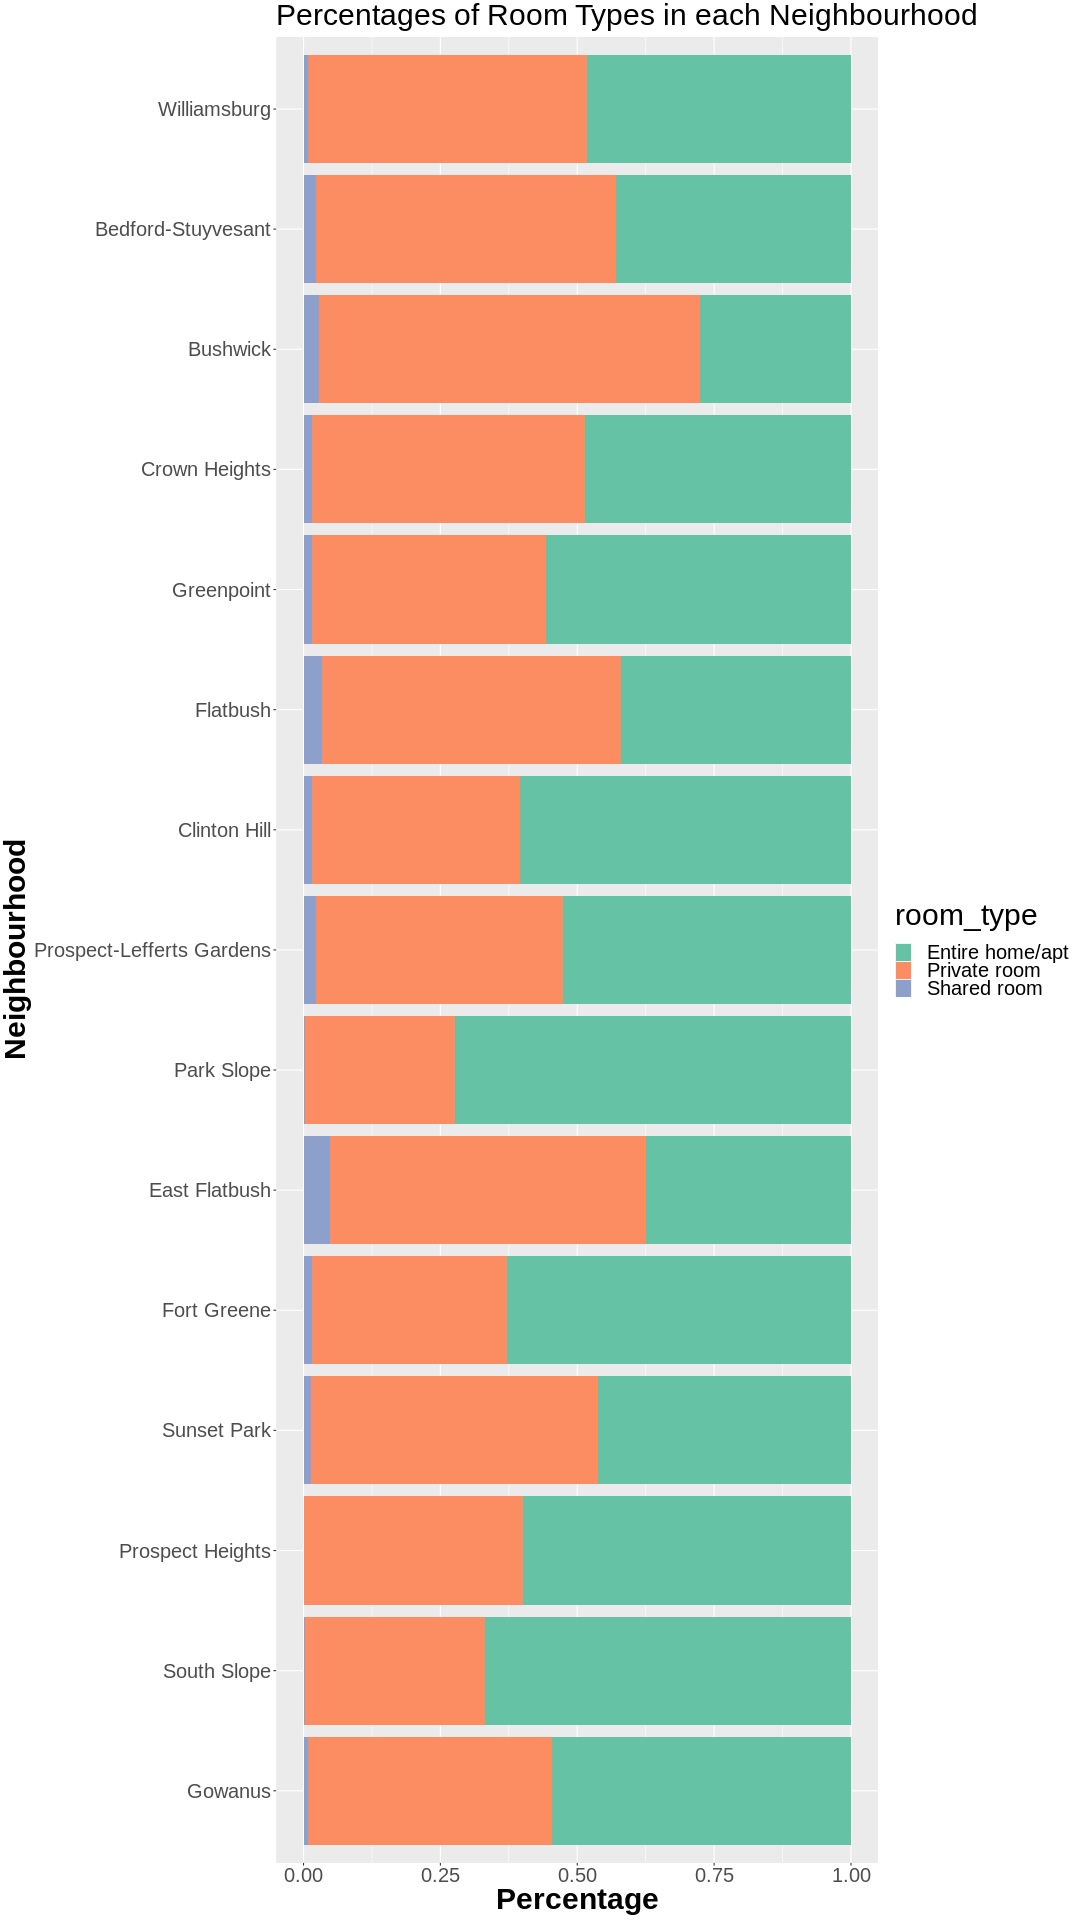 Percentages of Room Types in each Neighbourhood
Neighbourhood
Williamsburg
Bedford-Stuyvesant
Bushwick
Crown Heights
Greenpoint
Flatbush
Clinton Hill
Prospect-Lefferts Gardens
Park Slope
East Flatbush
Fort Greene
Sunset Park
Prospect Heights
South Slope
Gowanus
0.00 0.25 0.50 0.75 1.00
Percentage
room_type
Entire home/apt
Private room
Shared room